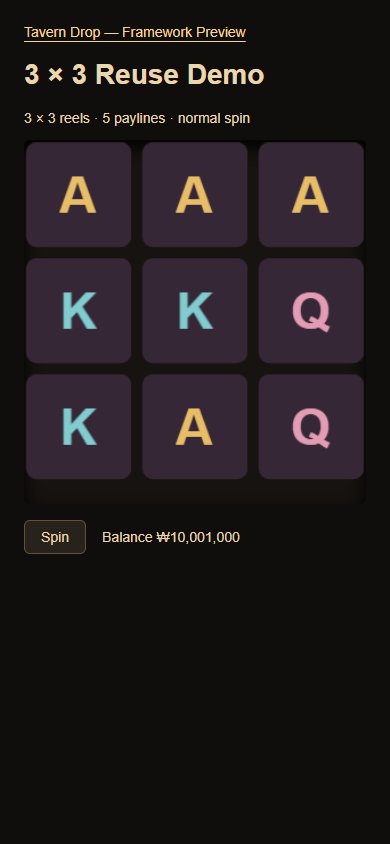 Tavern Drop — Framework Preview
3 × 3 Reuse Demo
3 × 3 reels · 5 paylines · normal spin
A A A
K K Q
K A Q
Spin Balance ₩10,001,000